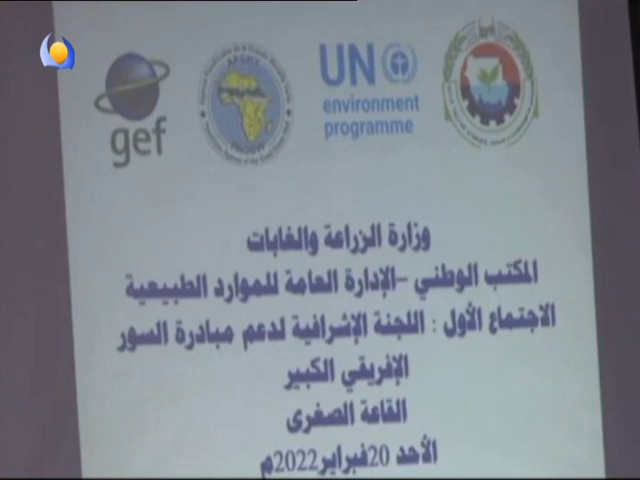 gef
UN
environment
programme
وزارة الزراعة والغابات
المكتب الوطني -الإدارة العامة للموارد الطبيعية
الاجتماع الأول : اللجنة الإشرافية لدعم مبادرة السور
الإفريقي الكبير
القاعة الصغرى
الأحد 20فبراير2022م